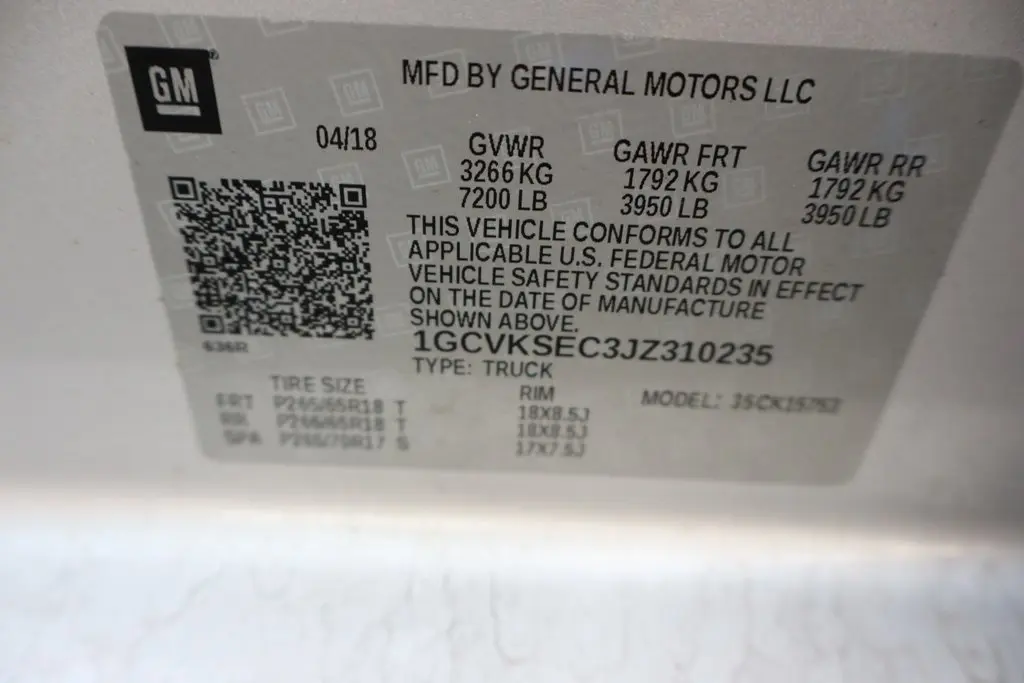 GM
MFD BY GENERAL MOTORS LLC
04/18
GVWR
3266 KG
7200 LB
GAWR FRT
1792 KG
3950 LB
GAWR RR
1792 KG
3950 LB
THIS VEHICLE CONFORMS TO ALL
APPLICABLE U.S. FEDERAL MOTOR
VEHICLE SAFETY STANDARDS IN EFFECT
ON THE DATE OF MANUFACTURE
SHOWN ABOVE.
636R
1GCVKSEC3JZ310235
TYPE: TRUCK
TIRE SIZE
RIM
FRT P265/65R18 T
18X8.5J
MODEL:
RR P265/65R18 T
18X8.5J
SPA P265/70R17 S
17X7.5J